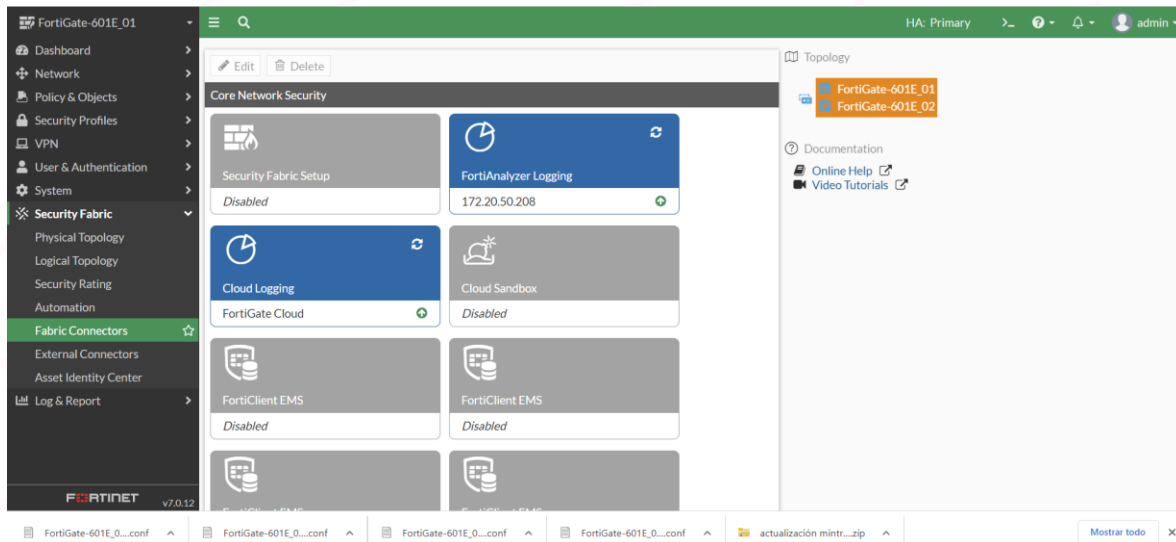 FortiGate-601E_01
HA: Primary
>_
admin
Dashboard
Network
Policy & Objects
Security Profiles
VPN
User & Authentication
System
Security Fabric
Physical Topology
Logical Topology
Security Rating
Automation
Fabric Connectors
External Connectors
Asset Identity Center
Log & Report
FORTINET
v7.0.12
Edit
Delete
Core Network Security
Security Fabric Setup
Disabled
FortiAnalyzer Logging
172.20.50.208
Cloud Logging
FortiGate Cloud
Cloud Sandbox
Disabled
FortiClient EMS
Disabled
FortiClient EMS
Disabled
Topology
FortiGate-601E_01
FortiGate-601E_02
Documentation
Online Help
Video Tutorials
FortiGate-601E_0....conf
FortiGate-601E_0....conf
FortiGate-601E_0....conf
FortiGate-601E_0....conf
actualización mintr....zip
Mostrar todo